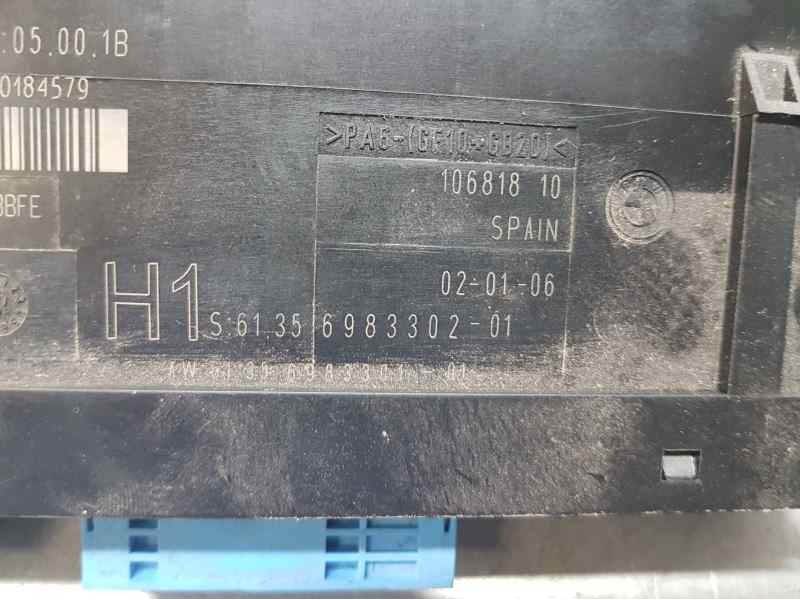 :05.00.1B
0184579
>PA6-(GF10+GB20)<
BBFE
106818 10
SPAIN
H1
02-01-06
S:61.35 6983302-01